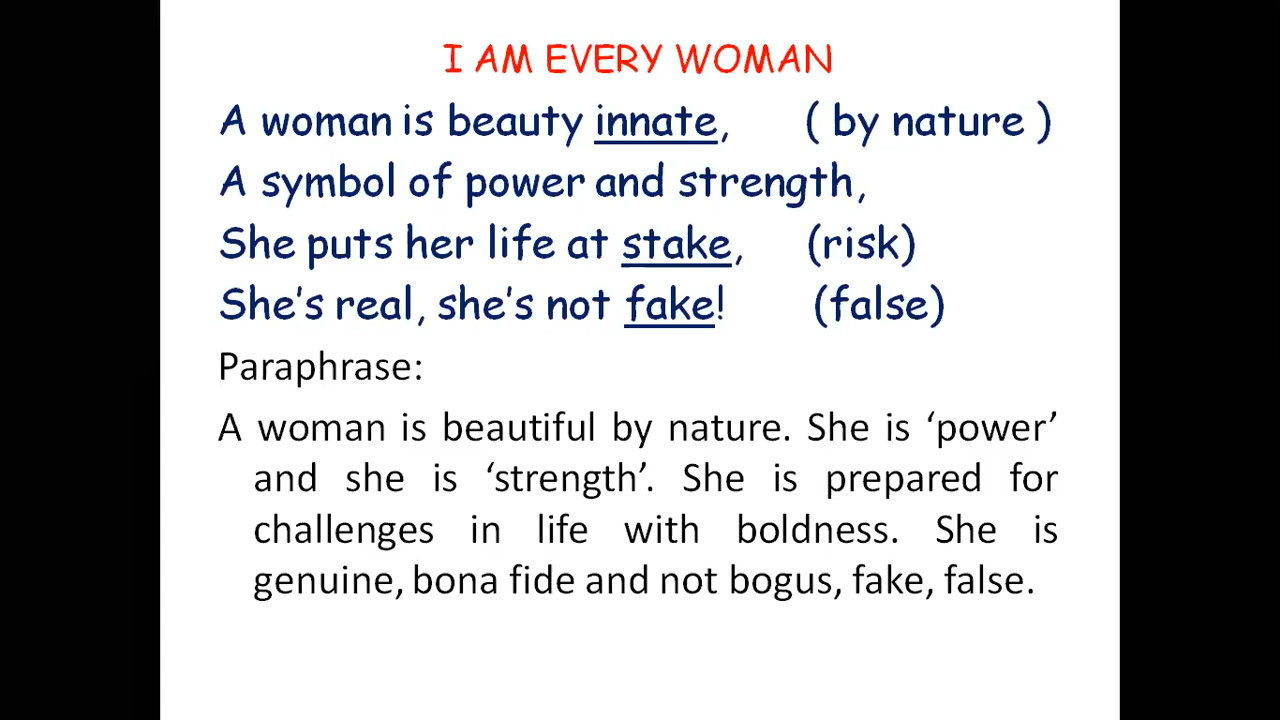 I AM EVERY WOMAN
A woman is beauty innate, ( by nature )
A symbol of power and strength,
She puts her life at stake, (risk)
She’s real, she’s not fake! (false)
Paraphrase:
A woman is beautiful by nature. She is ‘power’
and she is ‘strength’. She is prepared for
challenges in life with boldness. She is
genuine, bona fide and not bogus, fake, false.